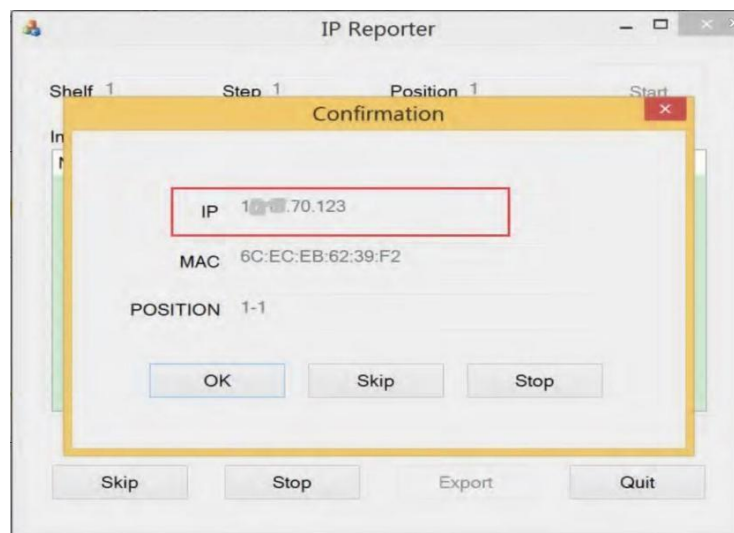 IP Reporter
Shelf 1 Step 1 Position 1 Start
Confirmation
IP .70.123
MAC 6C:EC:EB:62:39:F2
POSITION 1-1
OK Skip Stop
Skip Stop Export Quit